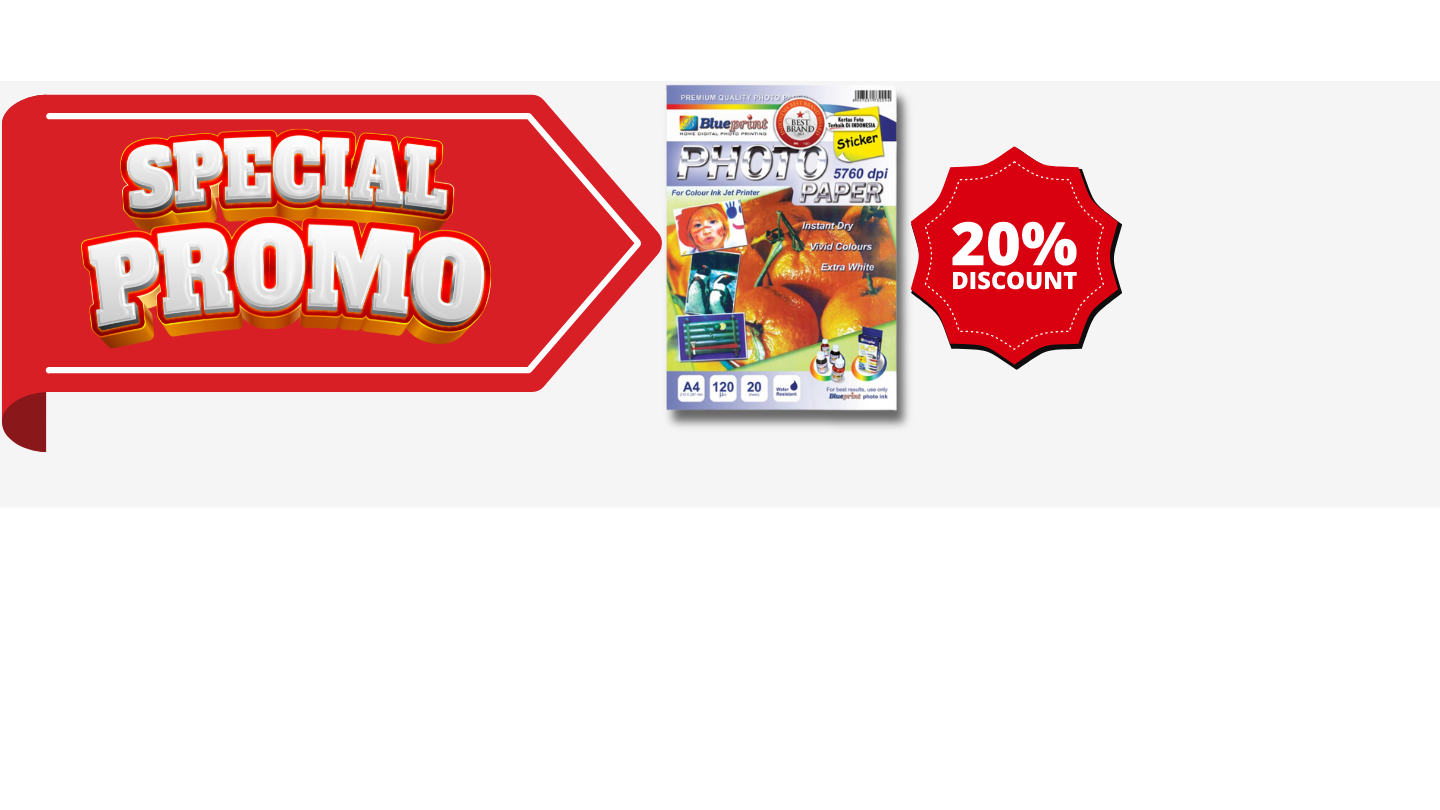 SPECIAL
PROMO
PREMIUM QUALITY PHOTO
Blueprint
HOME DIGITAL PHOTO PRINTING
BEST
BRAND
Kertas Foto
Terbaik DI INDONESIA
Sticker
PHOTO
PAPER
5760 dpi
For Colour Ink Jet Printer
Instant Dry
Vivid Colours
Extra White
A4
120
20
Water
Resistant
For best results, use only
Blueprint photo ink
20%
DISCOUNT